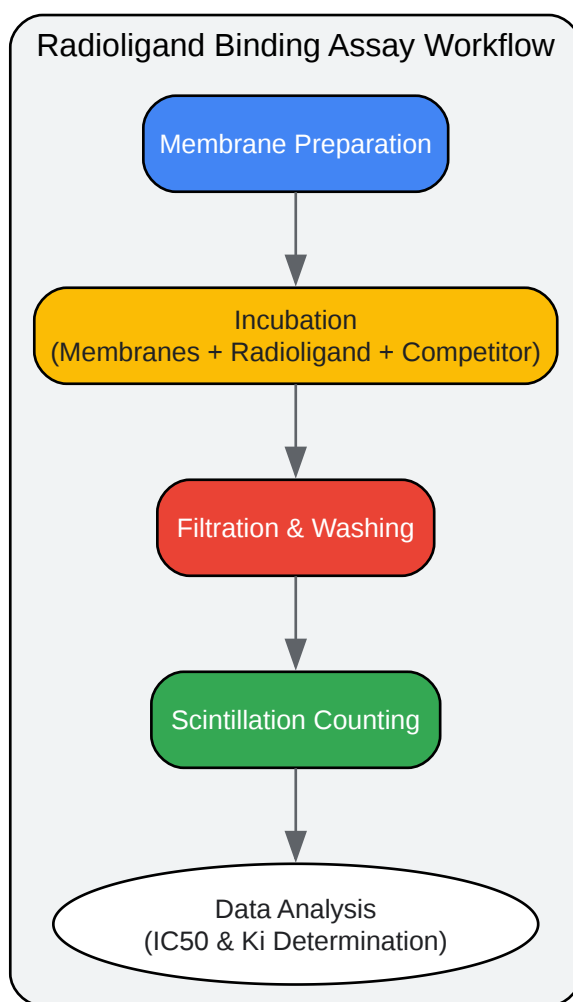 Radioligand Binding Assay Workflow
Membrane Preparation
Incubation
(Membranes + Radioligand + Competitor)
Filtration & Washing
Scintillation Counting
Data Analysis
(IC50 & Ki Determination)